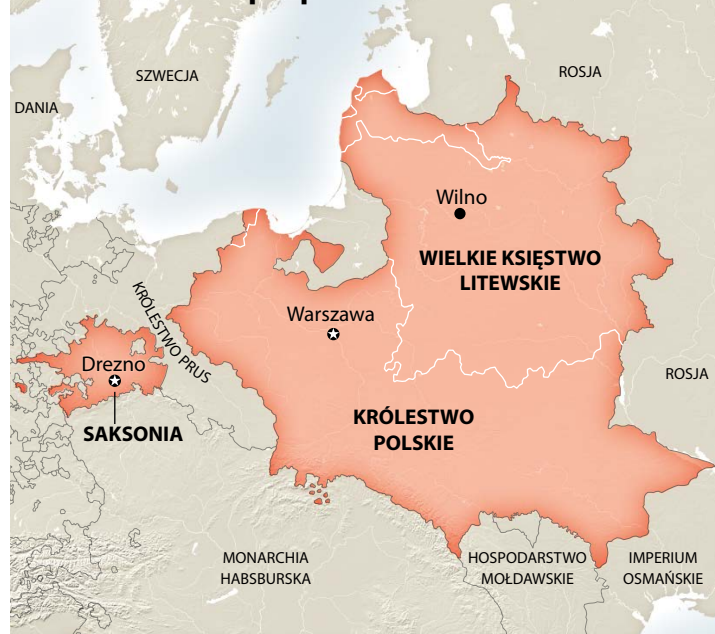 SZWECJA
ROSJA
DANIA
Wilno
WIELKIE KSIĘSTWO
LITEWSKIE
KRÓLESTWO PRUS
Warszawa
Drezno
ROSJA
SAKSONIA
KRÓLESTWO
POLSKIE
MONARCHIA
HABSBURSKA
HOSPODARSTWO
MOŁDAWSKIE
IMPERIUM
OSMAŃSKIE